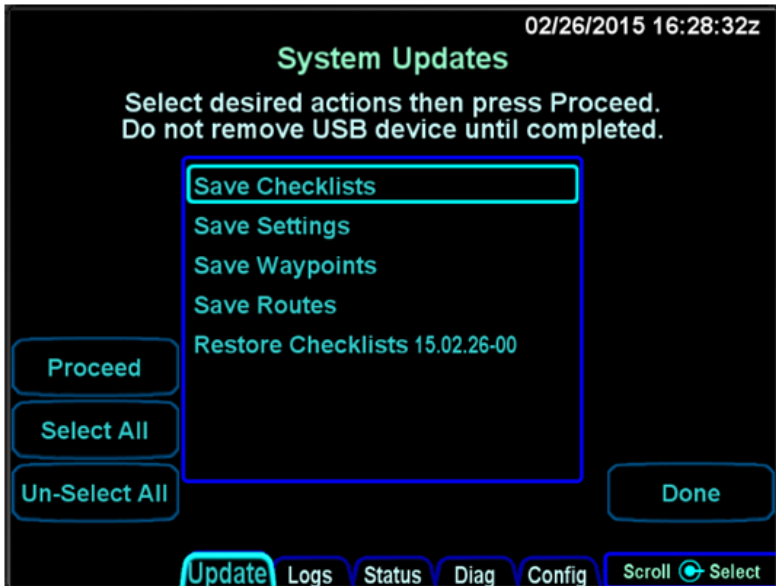 02/26/2015 16:28:32z
System Updates
Select desired actions then press Proceed.
Do not remove USB device until completed.
Save Checklists
Save Settings
Save Waypoints
Save Routes
Restore Checklists 15.02.26-00
Proceed
Select All
Un-Select All
Done
Update Logs Status Diag Config Scroll Select